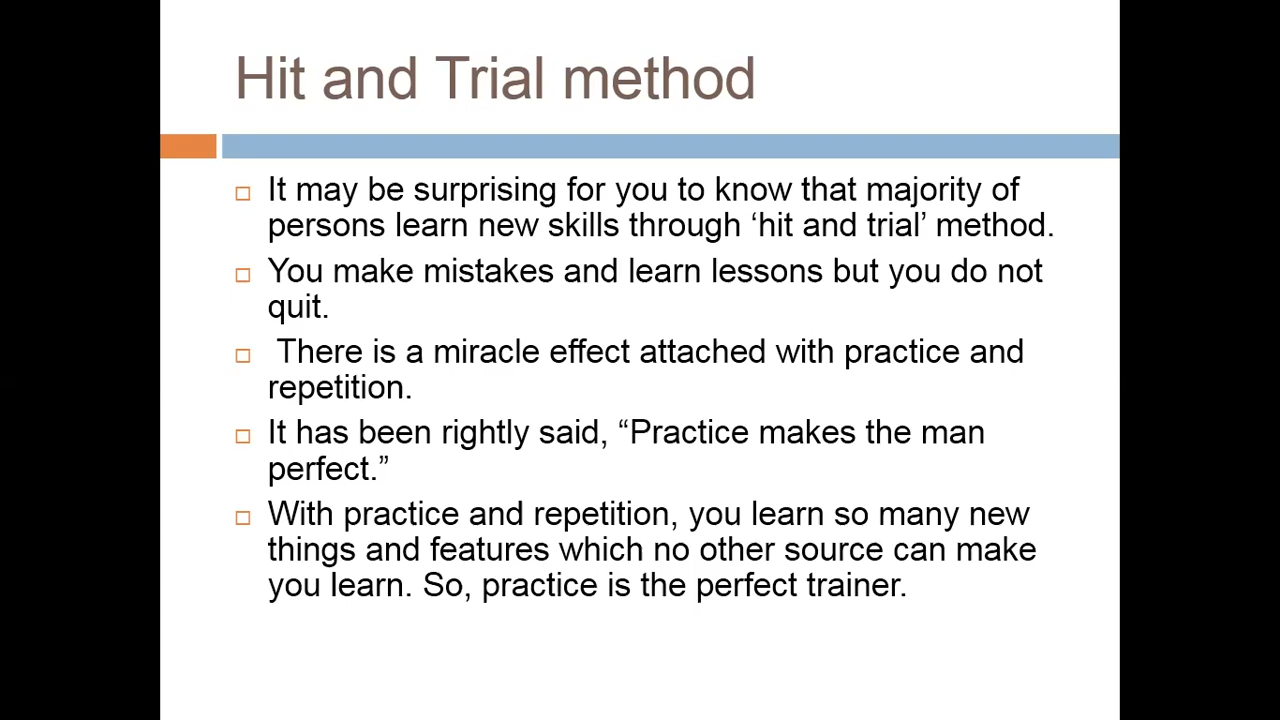 Hit and Trial method
It may be surprising for you to know that majority of
persons learn new skills through ‘hit and trial’ method.
You make mistakes and learn lessons but you do not
quit.
There is a miracle effect attached with practice and
repetition.
It has been rightly said, “Practice makes the man
perfect.”
With practice and repetition, you learn so many new
things and features which no other source can make
you learn. So, practice is the perfect trainer.